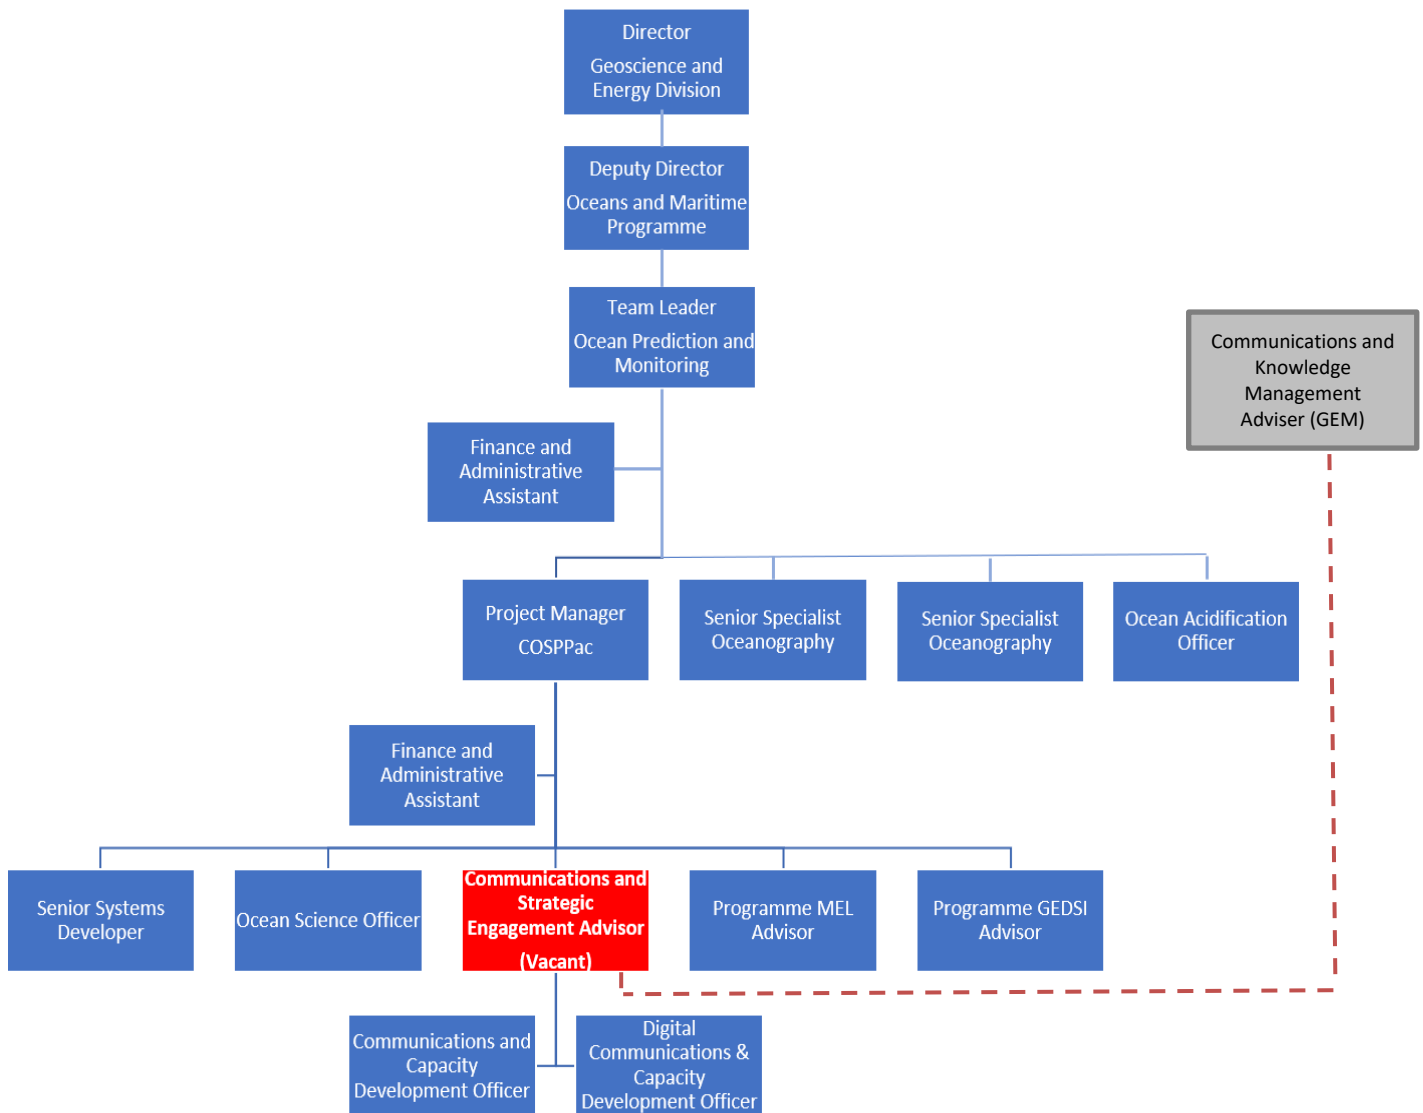 Director
Geoscience and
Energy Division
Deputy Director
Oceans and Maritime
Programme
Team Leader
Ocean Prediction and
Monitoring
Communications and
Knowledge
Management
Adviser (GEM)
Finance and
Administrative
Assistant
Project Manager
COSPPac
Senior Specialist
Oceanography
Senior Specialist
Oceanography
Ocean Acidification
Officer
Finance and
Administrative
Assistant
Senior Systems
Developer
Ocean Science Officer
Communications and
Strategic
Engagement Advisor
(Vacant)
Programme MEL
Advisor
Programme GEDSI
Advisor
Communications and
Capacity
Development Officer
Digital
Communications &
Capacity
Development Officer